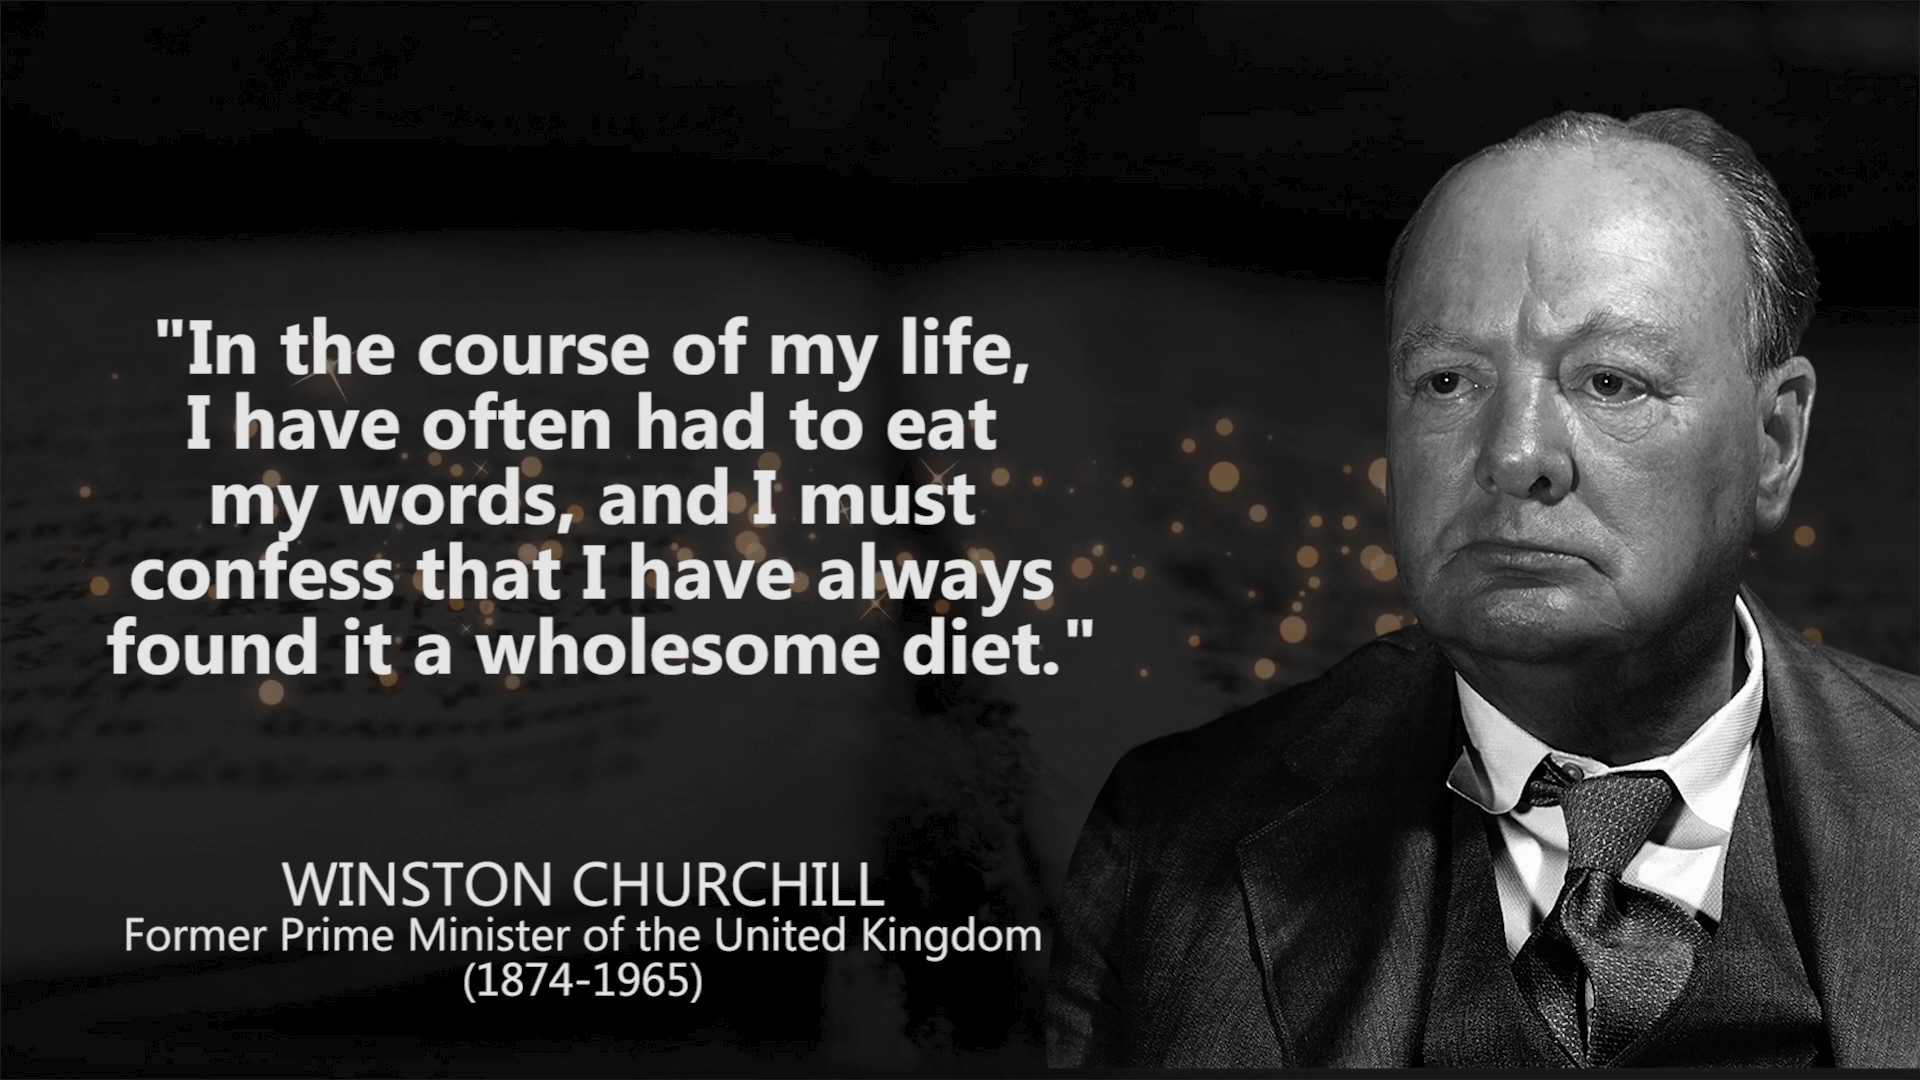 "In the course of my life,
I have often had to eat
my words, and I must
confess that I have always
found it a wholesome diet."
WINSTON CHURCHILL
Former Prime Minister of the United Kingdom
(1874-1965)